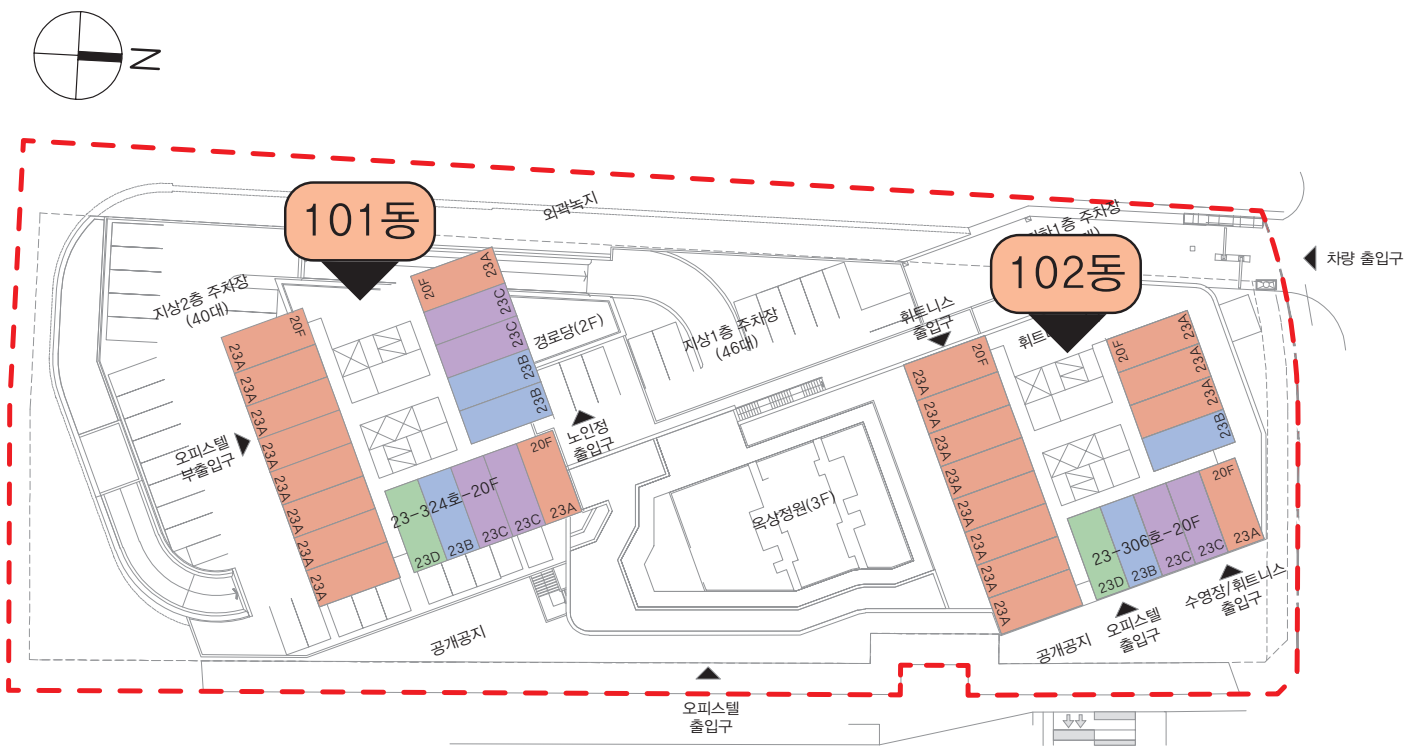 N
101동
102동
외곽녹지
차량 출입구
지상2층 주차장
(40대)
경로당(2F)
지상1층 주차장
(46대)
휘트니스
출입구
오피스텔
부출입구
노인정
출입구
옥상정원(3F)
20F
23A
23A
23A
23A
23A
23A
23A
23A
20F
23A
23C
23C
23B
23B
20F
23-324호-20F
23D
23B
23C
23C
23A
20F
23A
23A
23A
23A
23A
23A
23A
23A
20F
23A
23A
23A
23B
20F
23-306호-20F
23D
23B
23C
23C
23A
공개공지
공개공지
오피스텔
출입구
수영장/휘트니스
출입구
오피스텔
출입구